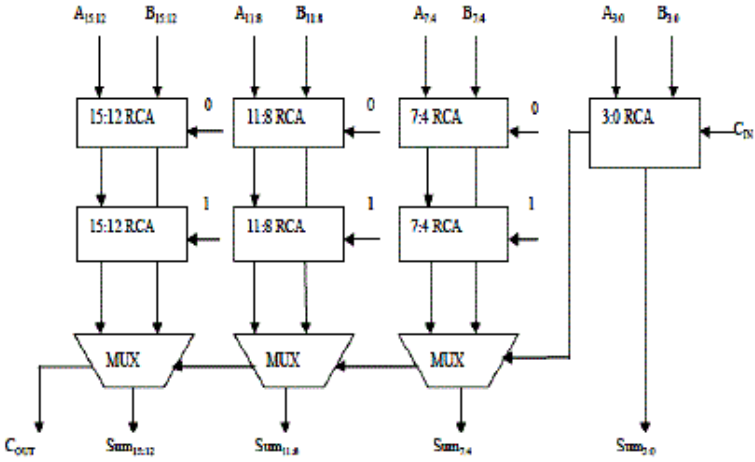 A15:12 B15:12 A11:8 B11:8 A7:4 B7:4 A3:0 B3:0
0 0 0
15:12 RCA 11:8 RCA 7:4 RCA 3:0 RCA
CIN
1 1 1
15:12 RCA 11:8 RCA 7:4 RCA
MUX MUX MUX
COUT Sum15:12 Sum11:8 Sum7:4 Sum3:0